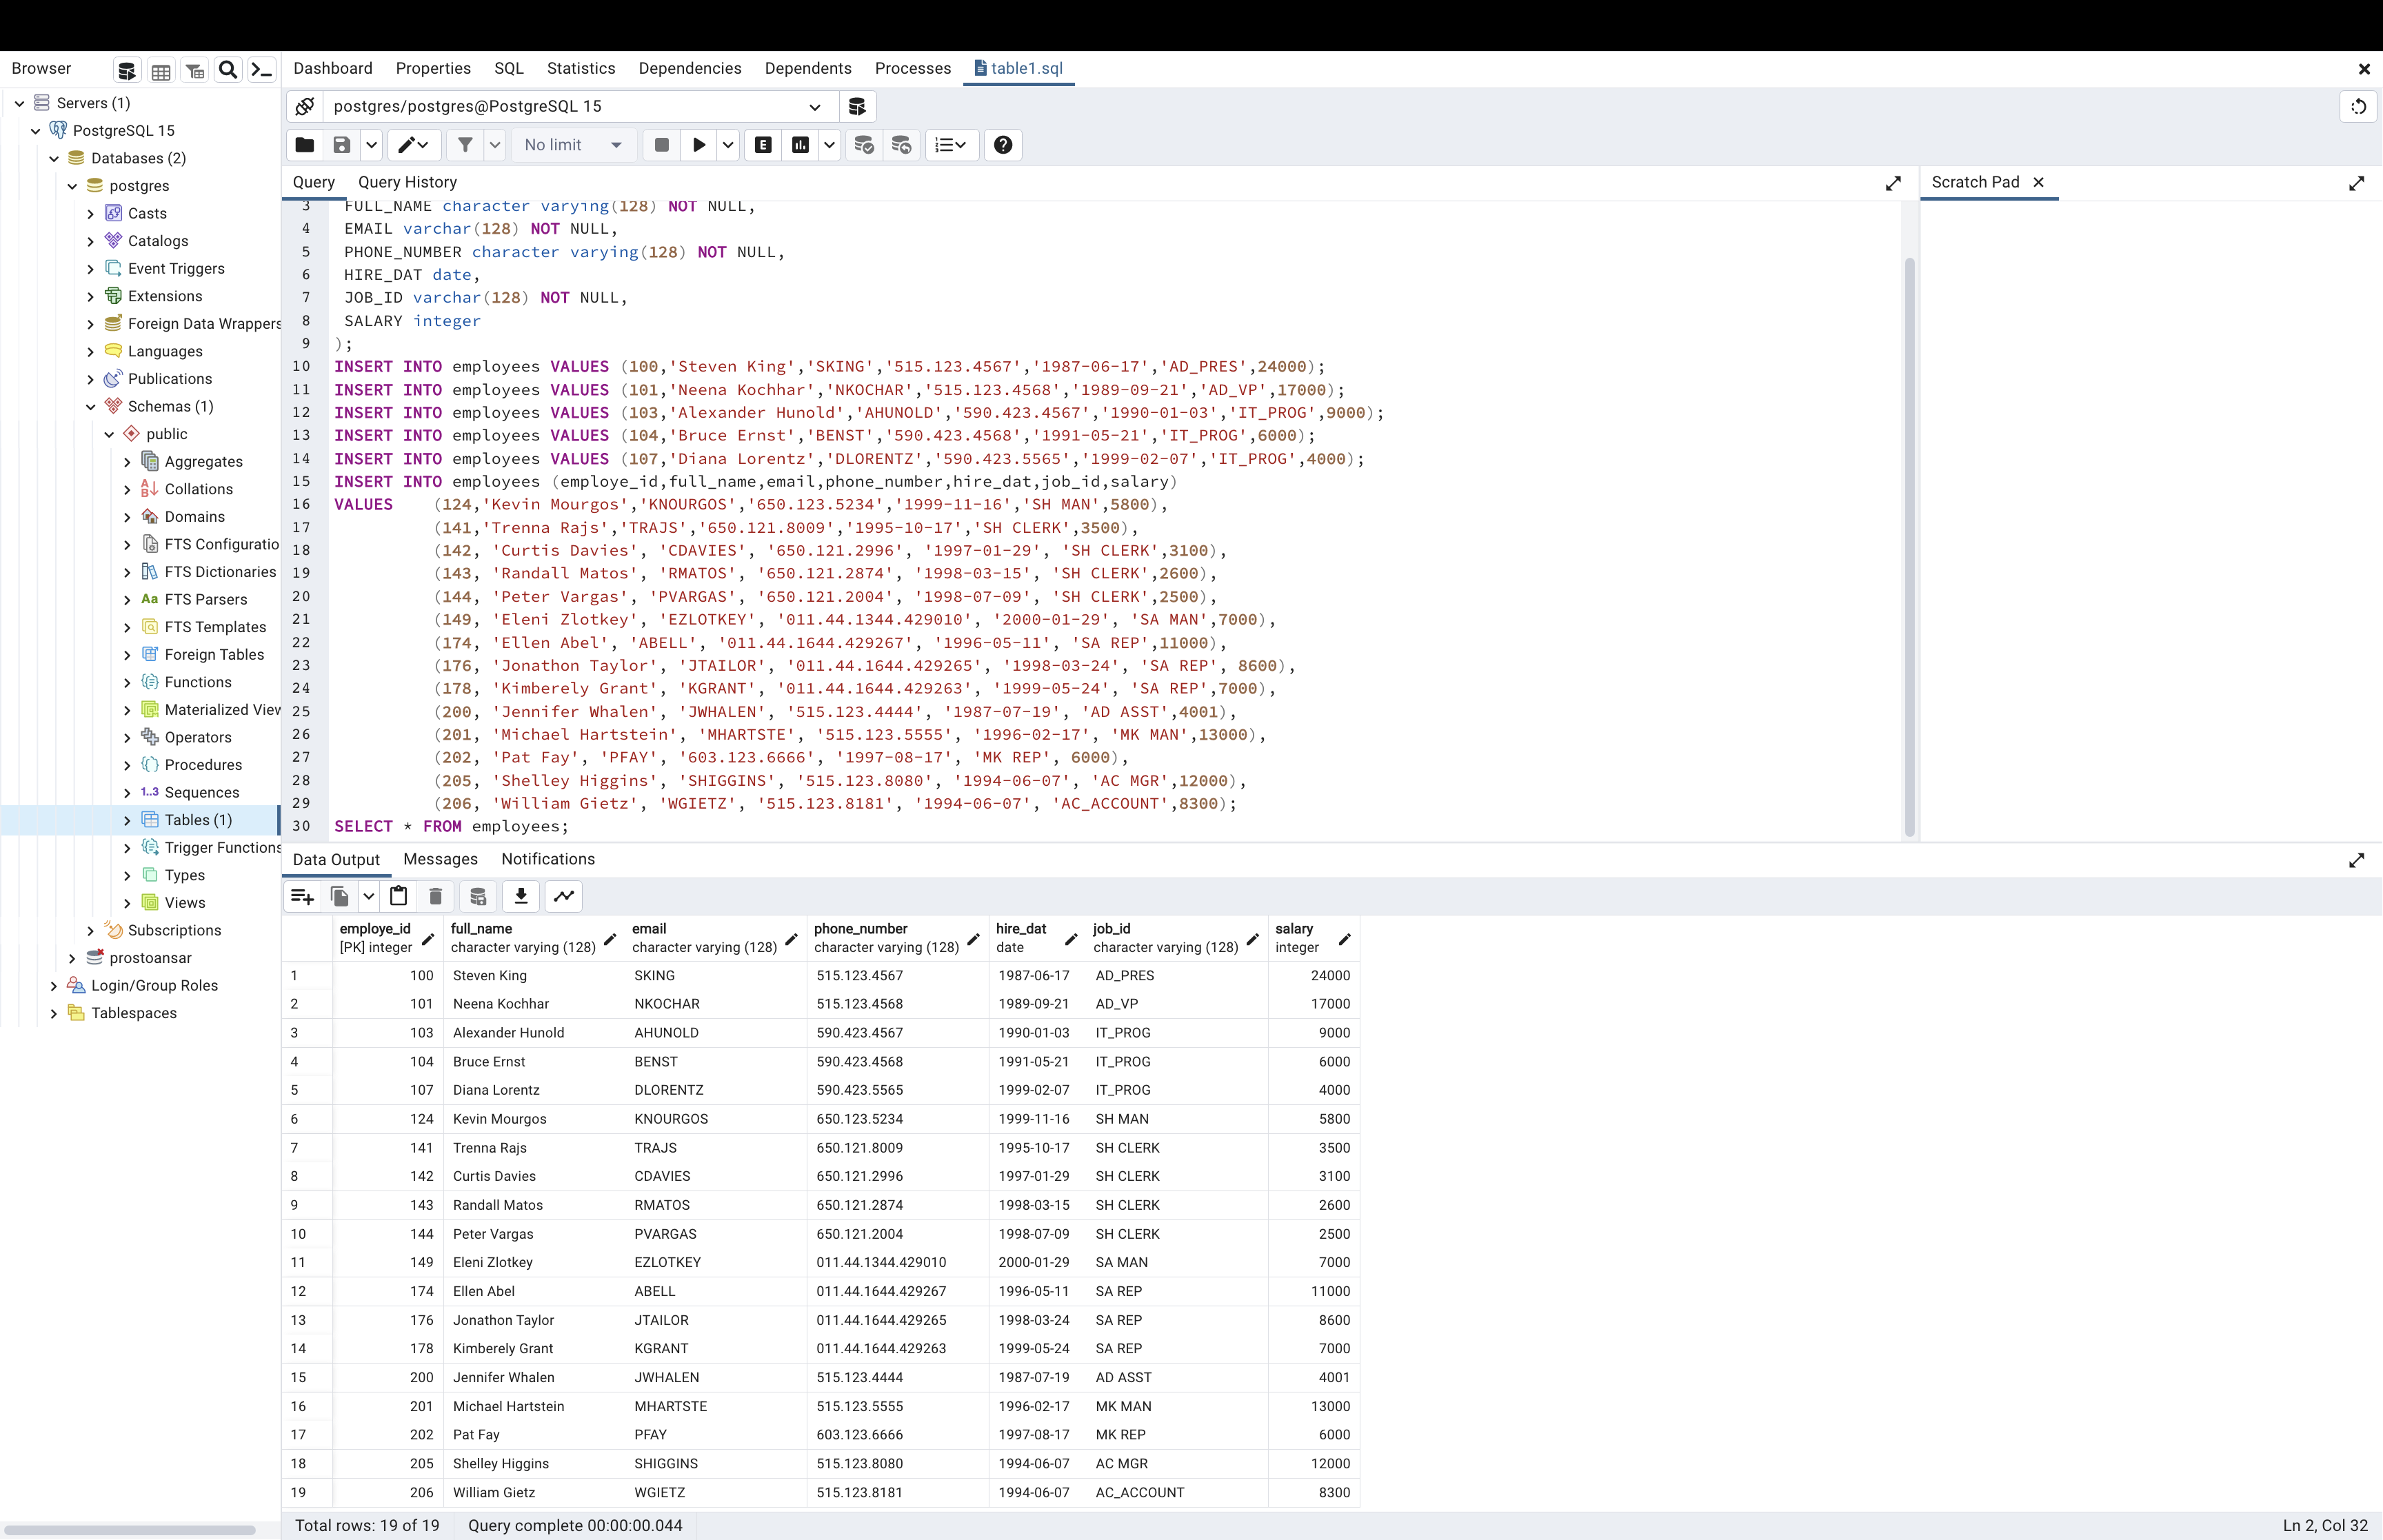 Browser
Dashboard Properties SQL Statistics Dependencies Dependents Processes table1.sql
Servers (1)
PostgreSQL 15
Databases (2)
postgres
Casts
Catalogs
Event Triggers
Extensions
Foreign Data Wrappers
Languages
Publications
Schemas (1)
public
Aggregates
Collations
Domains
FTS Configuratio
FTS Dictionaries
Aa FTS Parsers
FTS Templates
Foreign Tables
Functions
Materialized View
Operators
Procedures
1..3 Sequences
Tables (1)
Trigger Functions
Types
Views
Subscriptions
prostoansar
Login/Group Roles
Tablespaces
postgres/postgres@PostgreSQL 15
No limit
E
Query Query History
Scratch Pad
3 FULL_NAME character varying(128) NOT NULL,
4 EMAIL varchar(128) NOT NULL,
5 PHONE_NUMBER character varying(128) NOT NULL,
6 HIRE_DAT date,
7 JOB_ID varchar(128) NOT NULL,
8 SALARY integer
9 );
10 INSERT INTO employees VALUES (100,'Steven King','SKING','515.123.4567','1987-06-17','AD_PRES',24000);
11 INSERT INTO employees VALUES (101,'Neena Kochhar','NKOCHAR','515.123.4568','1989-09-21','AD_VP',17000);
12 INSERT INTO employees VALUES (103,'Alexander Hunold','AHUNOLD','590.423.4567','1990-01-03','IT_PROG',9000);
13 INSERT INTO employees VALUES (104,'Bruce Ernst','BENST','590.423.4568','1991-05-21','IT_PROG',6000);
14 INSERT INTO employees VALUES (107,'Diana Lorentz','DLORENTZ','590.423.5565','1999-02-07','IT_PROG',4000);
15 INSERT INTO employees (employe_id,full_name,email,phone_number,hire_dat,job_id,salary)
16 VALUES (124,'Kevin Mourgos','KNOURGOS','650.123.5234','1999-11-16','SH MAN',5800),
17 (141,'Trenna Rajs','TRAJS','650.121.8009','1995-10-17','SH CLERK',3500),
18 (142, 'Curtis Davies', 'CDAVIES', '650.121.2996', '1997-01-29', 'SH CLERK',3100),
19 (143, 'Randall Matos', 'RMATOS', '650.121.2874', '1998-03-15', 'SH CLERK',2600),
20 (144, 'Peter Vargas', 'PVARGAS', '650.121.2004', '1998-07-09', 'SH CLERK',2500),
21 (149, 'Eleni Zlotkey', 'EZLOTKEY', '011.44.1344.429010', '2000-01-29', 'SA MAN',7000),
22 (174, 'Ellen Abel', 'ABELL', '011.44.1644.429267', '1996-05-11', 'SA REP',11000),
23 (176, 'Jonathon Taylor', 'JTAILOR', '011.44.1644.429265', '1998-03-24', 'SA REP', 8600),
24 (178, 'Kimberely Grant', 'KGRANT', '011.44.1644.429263', '1999-05-24', 'SA REP',7000),
25 (200, 'Jennifer Whalen', 'JWHALEN', '515.123.4444', '1987-07-19', 'AD ASST',4001),
26 (201, 'Michael Hartstein', 'MHARTSTE', '515.123.5555', '1996-02-17', 'MK MAN',13000),
27 (202, 'Pat Fay', 'PFAY', '603.123.6666', '1997-08-17', 'MK REP', 6000),
28 (205, 'Shelley Higgins', 'SHIGGINS', '515.123.8080', '1994-06-07', 'AC MGR',12000),
29 (206, 'William Gietz', 'WGIETZ', '515.123.8181', '1994-06-07', 'AC_ACCOUNT',8300);
30 SELECT * FROM employees;
Data Output Messages Notifications
employe_id full_name email phone_number hire_dat job_id salary
[PK] integer character varying (128) character varying (128) character varying (128) date character varying (128) integer
1 100 Steven King SKING 515.123.4567 1987-06-17 AD_PRES 24000
2 101 Neena Kochhar NKOCHAR 515.123.4568 1989-09-21 AD_VP 17000
3 103 Alexander Hunold AHUNOLD 590.423.4567 1990-01-03 IT_PROG 9000
4 104 Bruce Ernst BENST 590.423.4568 1991-05-21 IT_PROG 6000
5 107 Diana Lorentz DLORENTZ 590.423.5565 1999-02-07 IT_PROG 4000
6 124 Kevin Mourgos KNOURGOS 650.123.5234 1999-11-16 SH MAN 5800
7 141 Trenna Rajs TRAJS 650.121.8009 1995-10-17 SH CLERK 3500
8 142 Curtis Davies CDAVIES 650.121.2996 1997-01-29 SH CLERK 3100
9 143 Randall Matos RMATOS 650.121.2874 1998-03-15 SH CLERK 2600
10 144 Peter Vargas PVARGAS 650.121.2004 1998-07-09 SH CLERK 2500
11 149 Eleni Zlotkey EZLOTKEY 011.44.1344.429010 2000-01-29 SA MAN 7000
12 174 Ellen Abel ABELL 011.44.1644.429267 1996-05-11 SA REP 11000
13 176 Jonathon Taylor JTAILOR 011.44.1644.429265 1998-03-24 SA REP 8600
14 178 Kimberely Grant KGRANT 011.44.1644.429263 1999-05-24 SA REP 7000
15 200 Jennifer Whalen JWHALEN 515.123.4444 1987-07-19 AD ASST 4001
16 201 Michael Hartstein MHARTSTE 515.123.5555 1996-02-17 MK MAN 13000
17 202 Pat Fay PFAY 603.123.6666 1997-08-17 MK REP 6000
18 205 Shelley Higgins SHIGGINS 515.123.8080 1994-06-07 AC MGR 12000
19 206 William Gietz WGIETZ 515.123.8181 1994-06-07 AC_ACCOUNT 8300
Total rows: 19 of 19 Query complete 00:00:00.044 Ln 2, Col 32